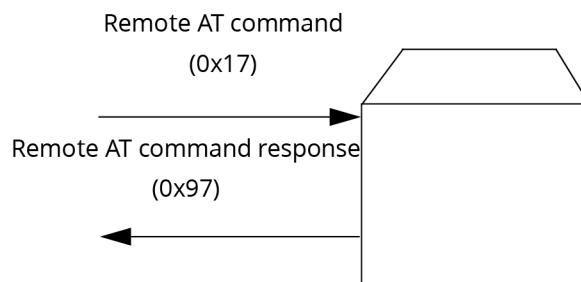 Remote AT command
(0x17)
Remote AT command response
(0x97)